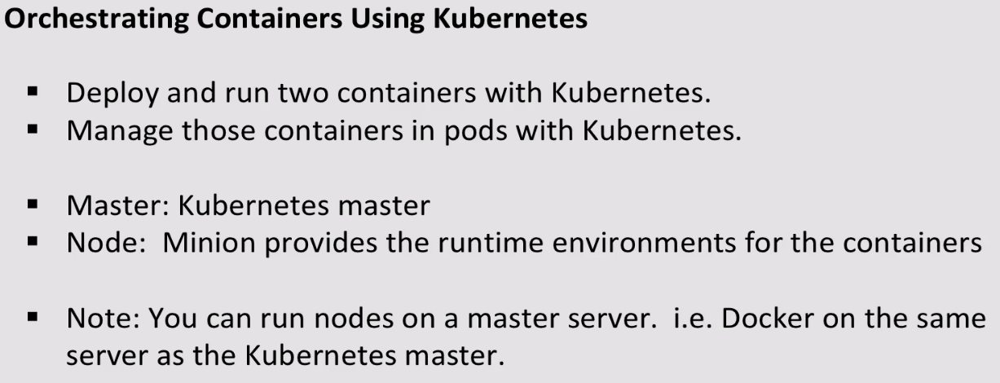 Orchestrating Containers Using Kubernetes
▪ Deploy and run two containers with Kubernetes.
▪ Manage those containers in pods with Kubernetes.
▪ Master: Kubernetes master
▪ Node:  Minion provides the runtime environments for the containers
▪ Note: You can run nodes on a master server.  i.e. Docker on the same
server as the Kubernetes master.